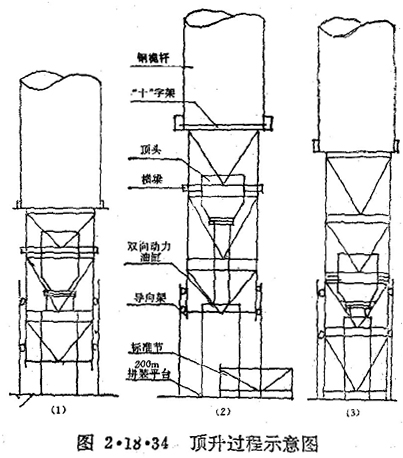 钢桅杆
“十”字架
顶头
横梁
双向动力
油缸
导向架
标准节
200m
拼装平台
(1)
(2)
(3)
图 2·18·34 顶升过程示意图